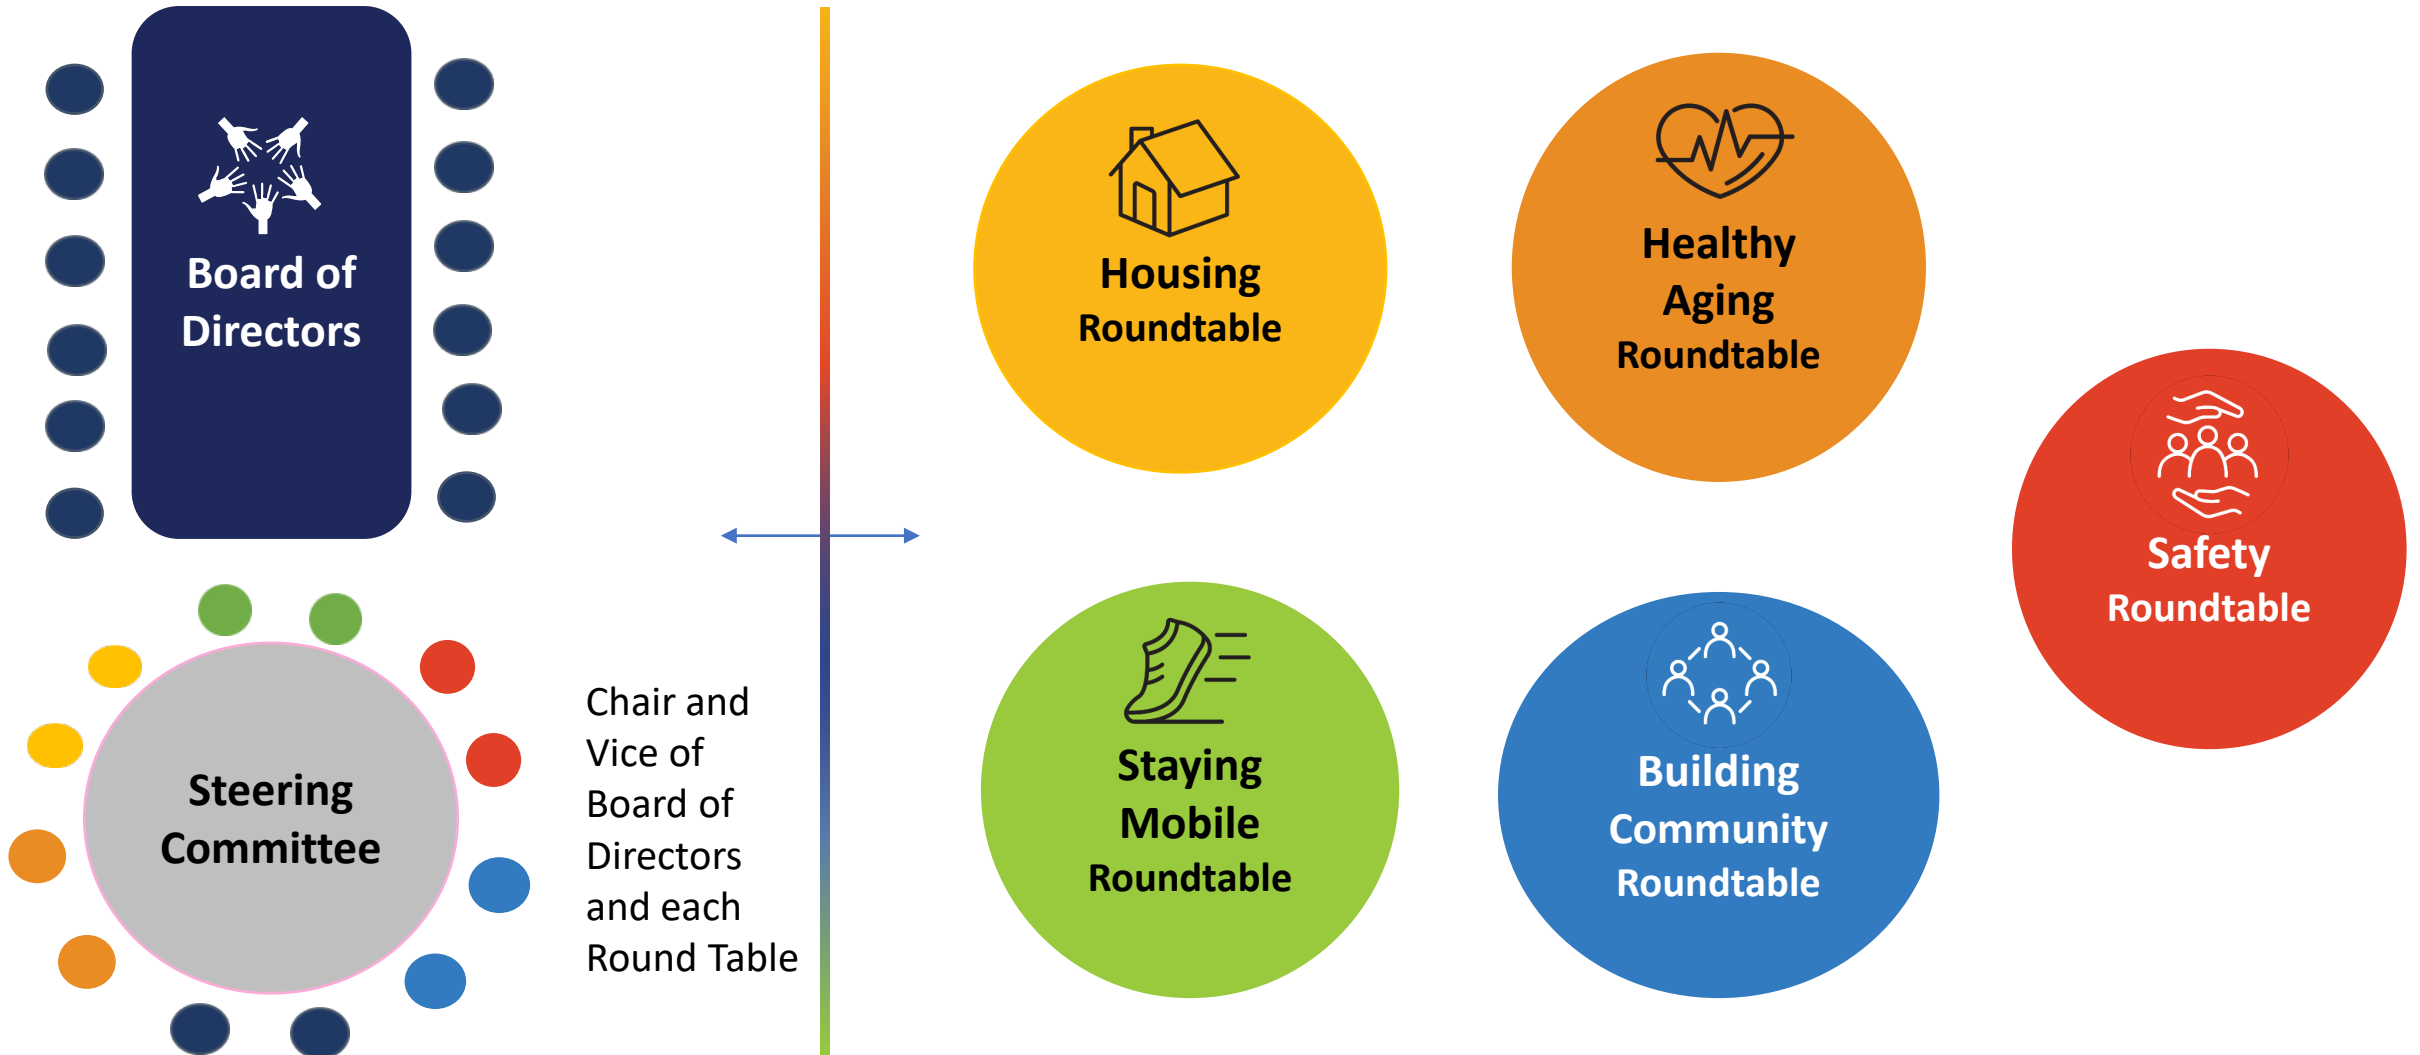 Board of
Directors
Steering
Committee
Chair and
Vice of
Board of
Directors
and each
Round Table
Housing
Roundtable
Healthy
Aging
Roundtable
Safety
Roundtable
Staying
Mobile
Roundtable
Building
Community
Roundtable